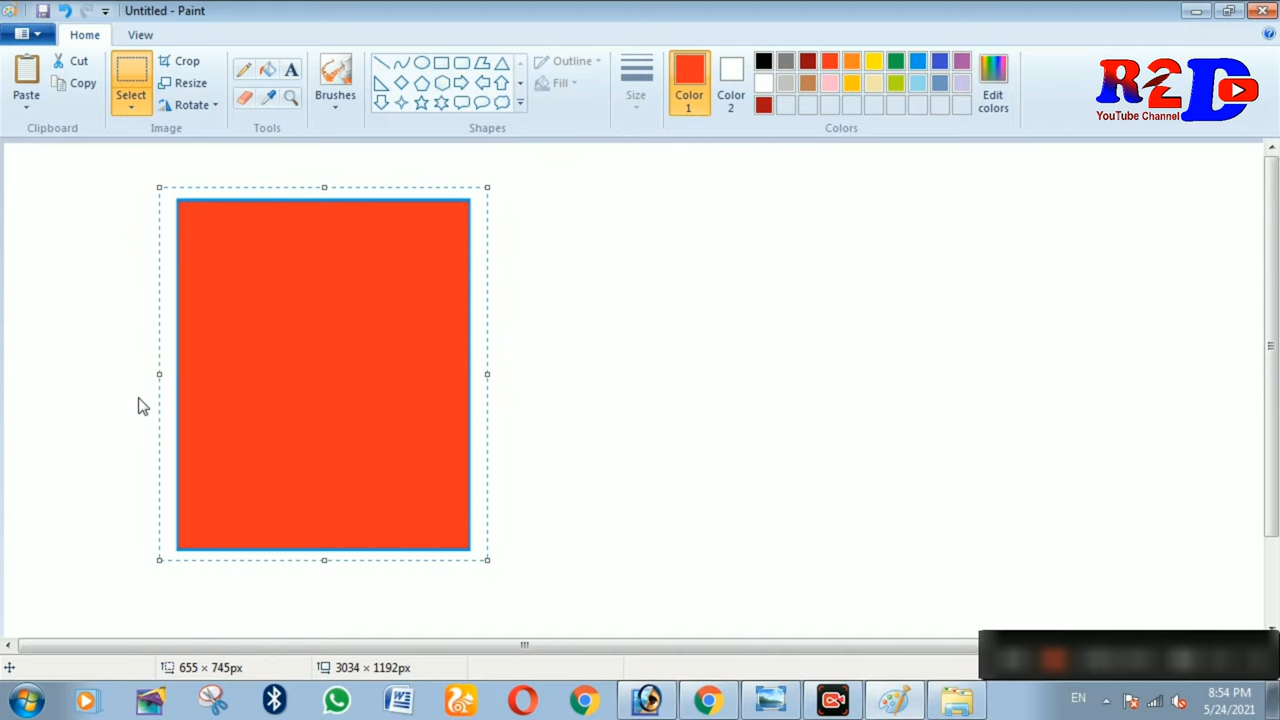 Untitled - Paint
Home
View
Paste
Cut
Copy
Clipboard
Select
Crop
Resize
Rotate
Image
A
Tools
Brushes
Shapes
Outline
Fill
Size
Color 1
Color 2
Edit colors
Colors
R2D
YouTube Channel
655 × 745px
3034 × 1192px
W
EN
8:54 PM
5/24/2021